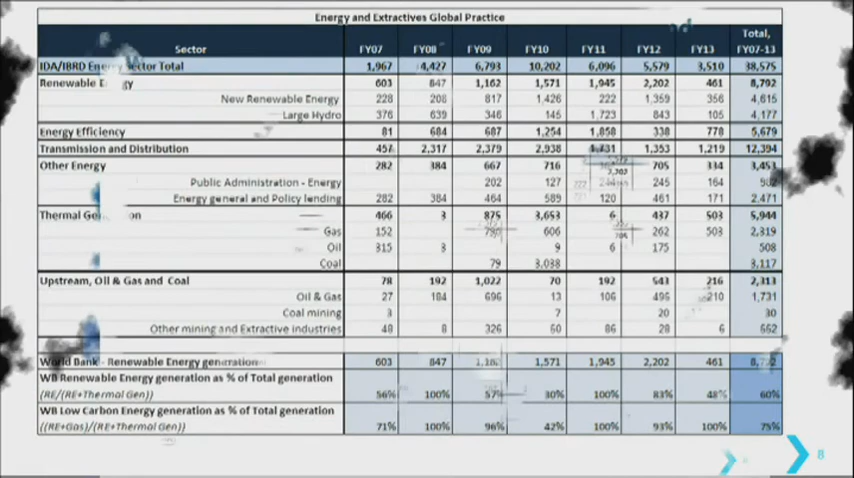 Energy and Extractives Global Practice
Total,
Sector FY07 FY08 FY09 FY10 FY11 FY12 FY13 FY07-13
IDA/IBRD Energy Sector Total 1,967 4,427 6,793 10,202 6,096 5,579 3,510 38,575
Renewable 603 847 1,162 1,571 1,945 2,202 461 8,792
New Renewable Energy 228 208 817 1,426 222 1,359 356 4,615
Large Hydro 376 639 346 145 1,723 843 105 4,177
Energy Efficiency 81 684 687 1,254 1,858 338 778 5,679
Transmission and Distribution 457 2,317 2,379 2,938 1,731 1,353 1,219 12,394
Other Energy 282 384 667 716 705 334 3,453
Public Administration - Energy 202 127 245 164
Energy general and Policy lending 282 384 464 589 120 461 171 2,471
Thermal 466 3 875 3,653 6 437 503 5,944
Gas 152 606 262 503 2,319
Oil 315 3 9 6 175 508
Coal 79 3,038 3,117
Upstream, Oil & Gas and Coal 78 192 1,022 70 192 543 216 2,313
Oil & Gas 27 184 696 13 106 495 210 1,731
Coal mining 3 7 20 30
Other mining and Extractive industries 48 8 326 50 86 28 6 552
World Bank - Renewable Energy generation 603 847 1,571 1,945 2,202 461
WB Renewable Energy generation as % of Total generation
(RE/(RE+Thermal Gen)) 56% 100% 57% 30% 100% 83% 48% 60%
WB Low Carbon Energy generation as % of Total generation
((RE+Gas)/(RE+Thermal Gen)) 71% 100% 96% 42% 100% 93% 100% 75%
8